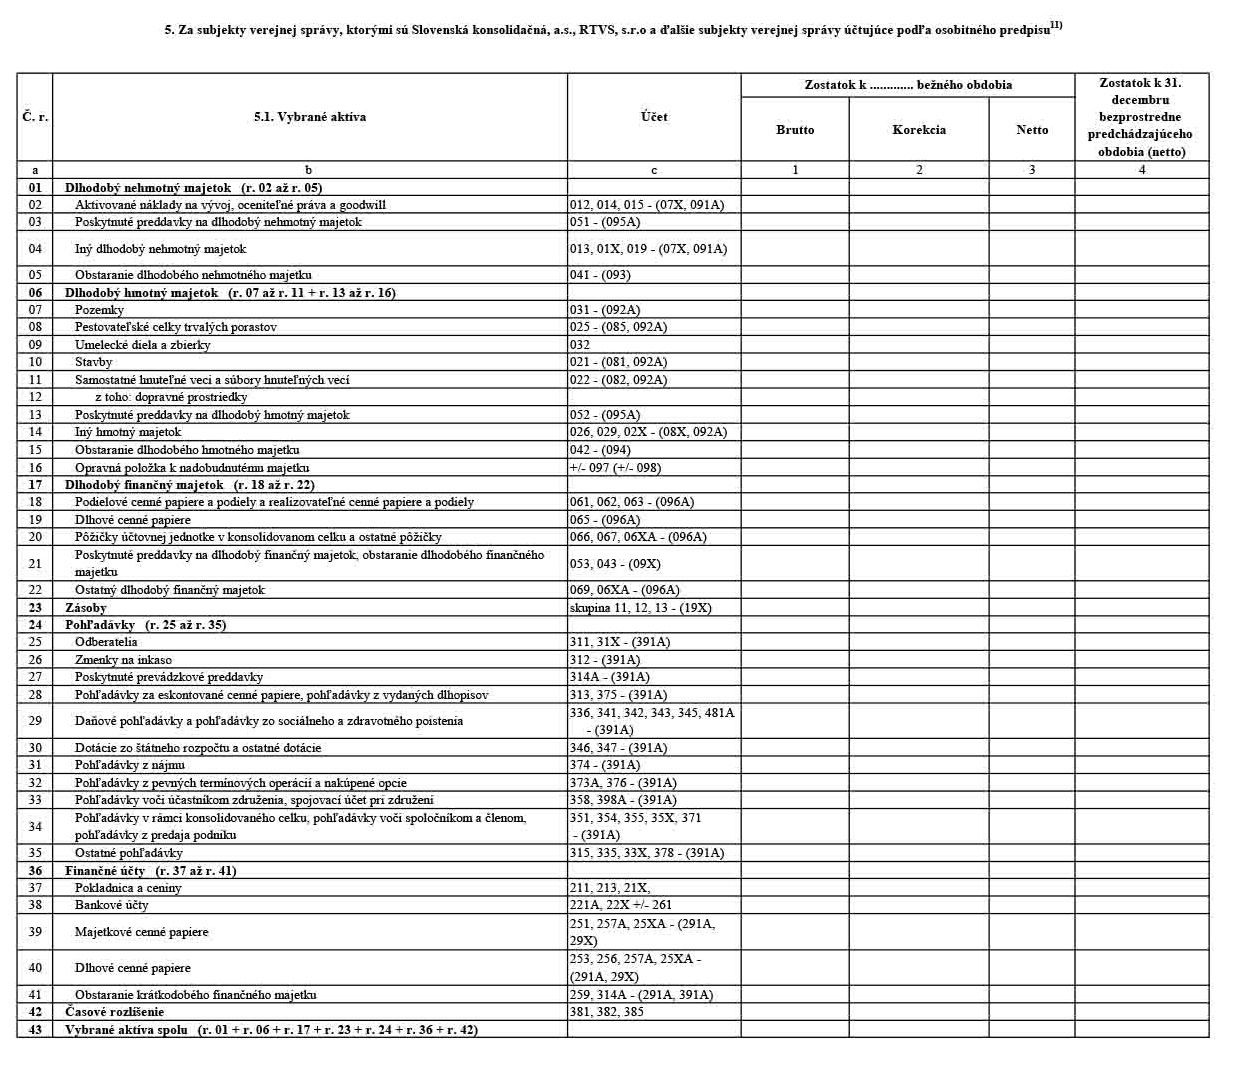 5. Za subjekty verejnej správy, ktorými sú Slovenská konsolidačná, a.s., RTVS, s.r.o a ďalšie subjekty verejnej správy účtujúce podľa osobitného predpisu11)
Č. r. 5.1. Vybrané aktíva Účet Zostatok k ............. bežného obdobia Zostatok k 31. decembru bezprostredne predchádzajúceho obdobia (netto)
Brutto Korekcia Netto
a b c 1 2 3 4
01 Dlhodobý nehmotný majetok (r. 02 až r. 05)
02 Aktivované náklady na vývoj, oceniteľné práva a goodwill 012, 014, 015 - (07X, 091A)
03 Poskytnuté preddavky na dlhodobý nehmotný majetok 051 - (095A)
04 Iný dlhodobý nehmotný majetok 013, 01X, 019 - (07X, 091A)
05 Obstaranie dlhodobého nehmotného majetku 041 - (093)
06 Dlhodobý hmotný majetok (r. 07 až r. 11 + r. 13 až r. 16)
07 Pozemky 031 - (092A)
08 Pestovateľské celky trvalých porastov 025 - (085, 092A)
09 Umelecké diela a zbierky 032
10 Stavby 021 - (081, 092A)
11 Samostatné hnuteľné veci a súbory hnuteľných vecí 022 - (082, 092A)
12 z toho: dopravné prostriedky
13 Poskytnuté preddavky na dlhodobý hmotný majetok 052 - (095A)
14 Iný hmotný majetok 026, 029, 02X - (08X, 092A)
15 Obstaranie dlhodobého hmotného majetku 042 - (094)
16 Opravná položka k nadobudnutému majetku +/- 097 (+/- 098)
17 Dlhodobý finančný majetok (r. 18 až r. 22)
18 Podielové cenné papiere a podiely a realizovateľné cenné papiere a podiely 061, 062, 063 - (096A)
19 Dlhové cenné papiere 065 - (096A)
20 Pôžičky účtovnej jednotke v konsolidovanom celku a ostatné pôžičky 066, 067, 06XA - (096A)
21 Poskytnuté preddavky na dlhodobý finančný majetok, obstaranie dlhodobého finančného
majetku 053, 043 - (09X)
22 Ostatný dlhodobý finančný majetok 069, 06XA - (096A)
23 Zásoby skupina 11, 12, 13 - (19X)
24 Pohľadávky (r. 25 až r. 35)
25 Odberatelia 311, 31X - (391A)
26 Zmenky na inkaso 312 - (391A)
27 Poskytnuté prevádzkové preddavky 314A - (391A)
28 Pohľadávky za eskontované cenné papiere, pohľadávky z vydaných dlhopisov 313, 375 - (391A)
29 Daňové pohľadávky a pohľadávky zo sociálneho a zdravotného poistenia 336, 341, 342, 343, 345, 481A
- (391A)
30 Dotácie zo štátneho rozpočtu a ostatné dotácie 346, 347 - (391A)
31 Pohľadávky z nájmu 374 - (391A)
32 Pohľadávky z pevných termínových operácií a nakúpené opcie 373A, 376 - (391A)
33 Pohľadávky voči účastníkom združenia, spojovací účet pri združení 358, 398A - (391A)
34 Pohľadávky v rámci konsolidovaného celku, pohľadávky voči spoločníkom a členom,
pohľadávky z predaja podniku 351, 354, 355, 35X, 371
- (391A)
35 Ostatné pohľadávky 315, 335, 33X, 378 - (391A)
36 Finančné účty (r. 37 až r. 41)
37 Pokladnica a ceniny 211, 213, 21X,
38 Bankové účty 221A, 22X +/- 261
39 Majetkové cenné papiere 251, 257A, 25XA - (291A,
29X)
40 Dlhové cenné papiere 253, 256, 257A, 25XA -
(291A, 29X)
41 Obstaranie krátkodobého finančného majetku 259, 314A - (291A, 391A)
42 Časové rozlíšenie 381, 382, 385
43 Vybrané aktíva spolu (r. 01 + r. 06 + r. 17 + r. 23 + r. 24 + r. 36 + r. 42)